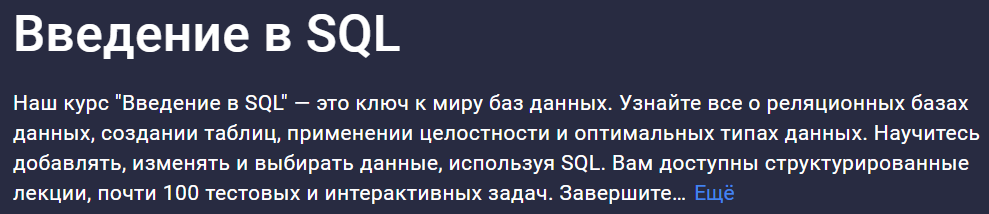 Введение в SQL
Наш курс "Введение в SQL" — это ключ к миру баз данных. Узнайте все о реляционных базах
данных, создании таблиц, применении целостности и оптимальных типах данных. Научитесь
добавлять, изменять и выбирать данные, используя SQL. Вам доступны структурированные
лекции, почти 100 тестовых и интерактивных задач. Завершите... Ещё